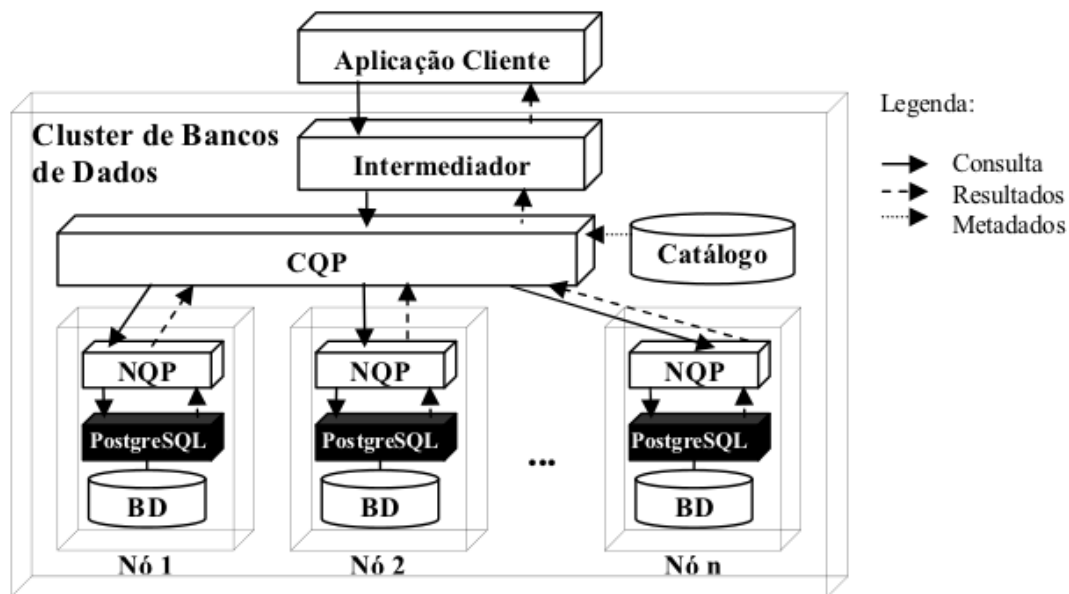 Aplicação Cliente
Legenda:
Cluster de Bancos
de Dados
Intermediador
Consulta
Resultados
Metadados
CQP
Catálogo
NQP
NQP
NQP
PostgreSQL
PostgreSQL
...
PostgreSQL
BD
BD
BD
Nó 1
Nó 2
Nó n